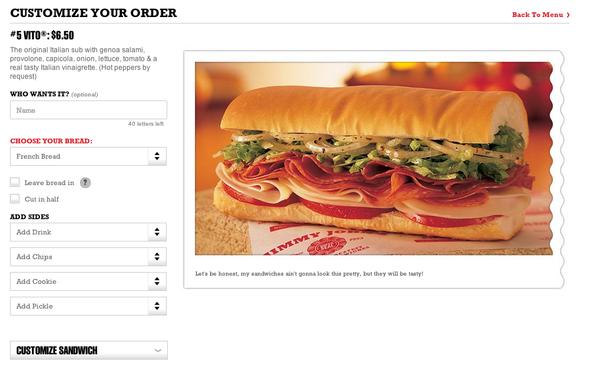 CUSTOMIZE YOUR ORDER
Back To Menu ›
#5 VITO®: $6.50
The original Italian sub with genoa salami,
provolone, capicola, onion, lettuce, tomato & a
real tasty Italian vinaigrette. (Hot peppers by
request)
WHO WANTS IT? (optional)
Name
40 letters left
CHOOSE YOUR BREAD:
French Bread
Leave bread in ?
Cut in half
ADD SIDES
Add Drink
Add Chips
Add Cookie
Add Pickle
CUSTOMIZE SANDWICH
JIMMY JO
Let's be honest, my sandwiches ain't gonna look this pretty, but they will be tasty!